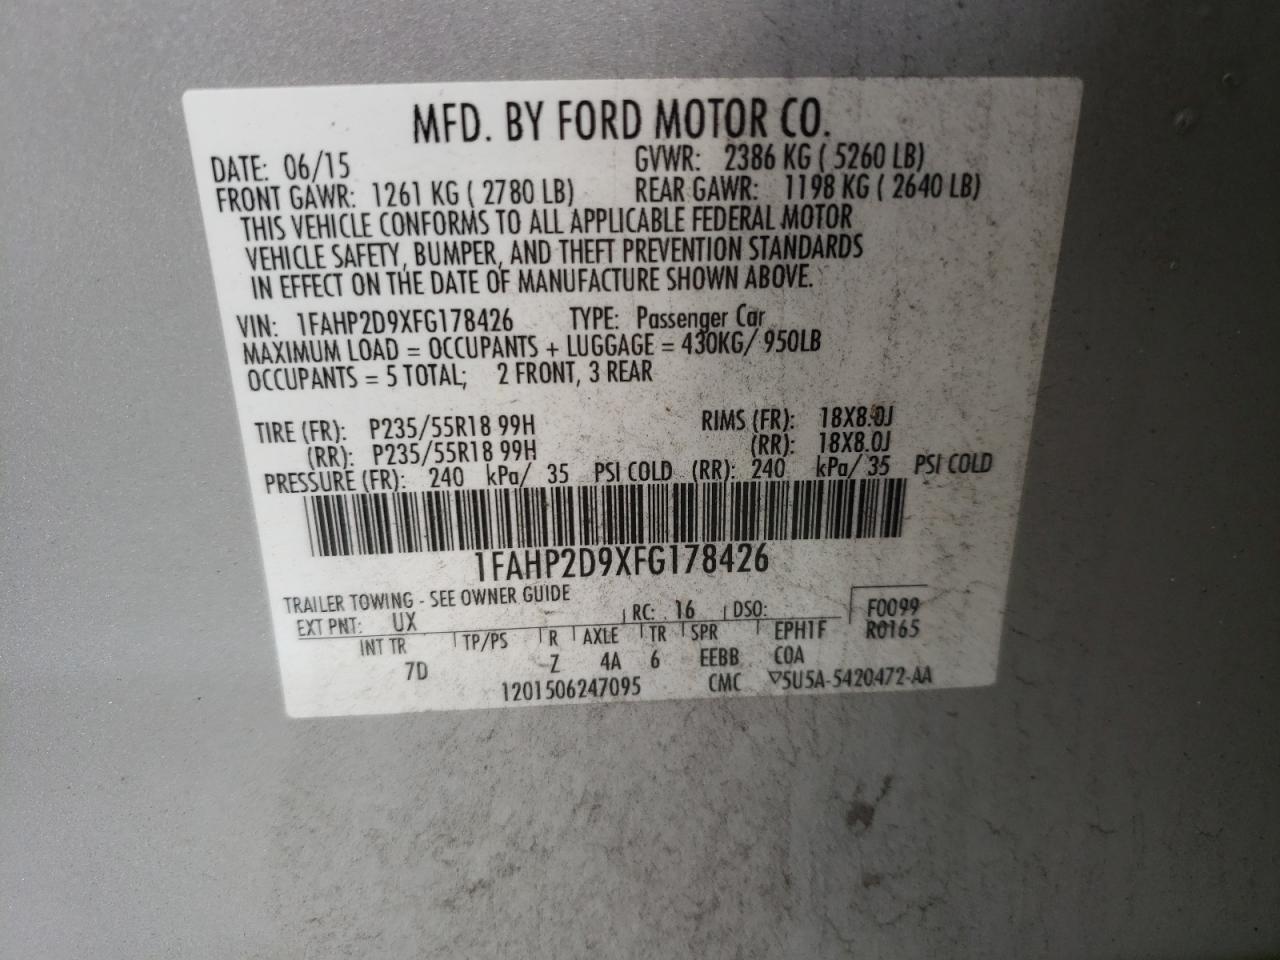 MFD. BY FORD MOTOR CO.
DATE: 06/15 GVWR: 2386 KG ( 5260 LB)
FRONT GAWR: 1261 KG ( 2780 LB) REAR GAWR: 1198 KG ( 2640 LB)
THIS VEHICLE CONFORMS TO ALL APPLICABLE FEDERAL MOTOR
VEHICLE SAFETY, BUMPER, AND THEFT PREVENTION STANDARDS
IN EFFECT ON THE DATE OF MANUFACTURE SHOWN ABOVE.
VIN: 1FAHP2D9XFG178426 TYPE: Passenger Car
MAXIMUM LOAD = OCCUPANTS + LUGGAGE = 430KG/ 950LB
OCCUPANTS = 5 TOTAL; 2 FRONT, 3 REAR
TIRE (FR): P235/55R18 99H RIMS (FR): 18X8.0J
(RR): P235/55R18 99H (RR): 18X8.0J
PRESSURE (FR): 240 kPa/ 35 PSI COLD (RR): 240 kPa/ 35 PSI COLD
1FAHP2D9XFG178426
TRAILER TOWING - SEE OWNER GUIDE
EXT PNT: UX RC: 16 DSO: F0099
INT TR TP/PS R AXLE TR SPR EPH1F R0165
7D Z 4A 6 EEBB C0A
1201506247095 CMC ▽5U5A-5420472-AA